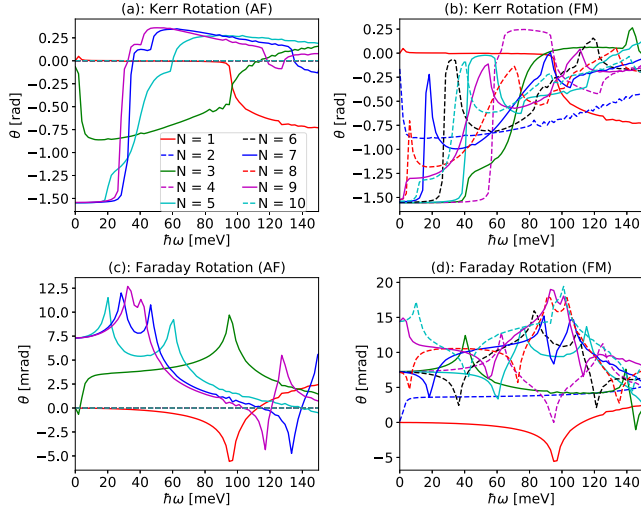 (a): Kerr Rotation (AF)
(b): Kerr Rotation (FM)
0.25
0.00
−0.25
−0.50
−0.75
−1.00
−1.25
−1.50
θ [rad]
N = 1
N = 2
N = 3
N = 4
N = 5
N = 6
N = 7
N = 8
N = 9
N = 10
0 20 40 60 80 100 120 140
ħω [meV]
0.25
0.00
−0.25
−0.50
−0.75
−1.00
−1.25
−1.50
θ [rad]
0 20 40 60 80 100 120 140
ħω [meV]
(c): Faraday Rotation (AF)
(d): Faraday Rotation (FM)
12.5
10.0
7.5
5.0
2.5
0.0
−2.5
−5.0
θ [mrad]
0 20 40 60 80 100 120 140
ħω [meV]
20
15
10
5
0
−5
θ [mrad]
0 20 40 60 80 100 120 140
ħω [meV]